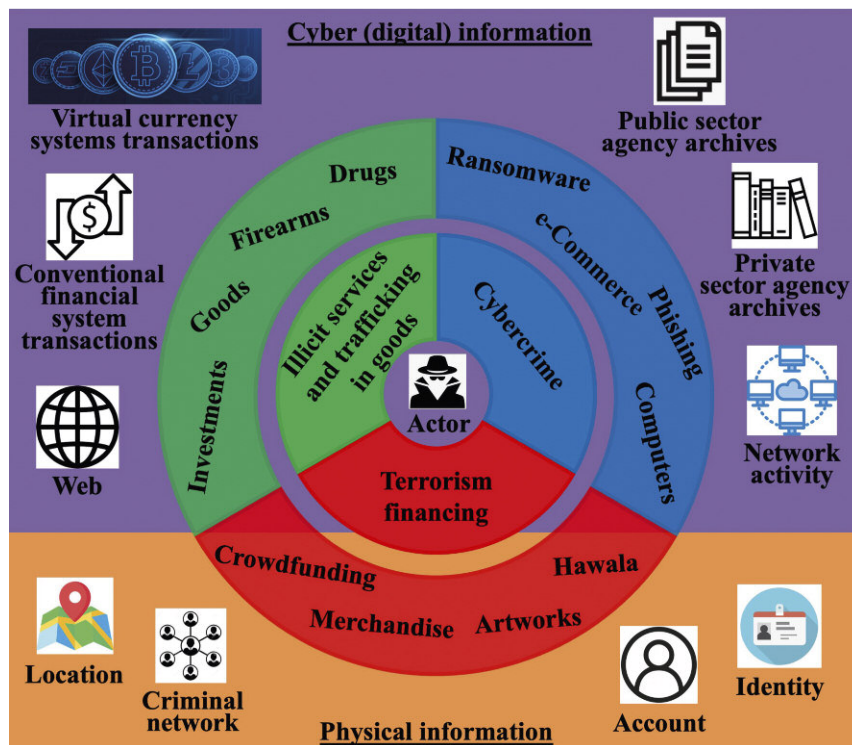 Cyber (digital) information
Virtual currency
systems transactions
Public sector
agency archives
Conventional
financial
system
transactions
Private
sector agency
archives
Web
Network
activity
Drugs
Firearms
Goods
Investments
Ransomware
e-Commerce
Phishing
Computers
Illicit services
and trafficking
in goods
Cybercrime
Actor
Terrorism
financing
Crowdfunding
Merchandise
Artworks
Hawala
Location
Criminal
network
Account
Identity
Physical information